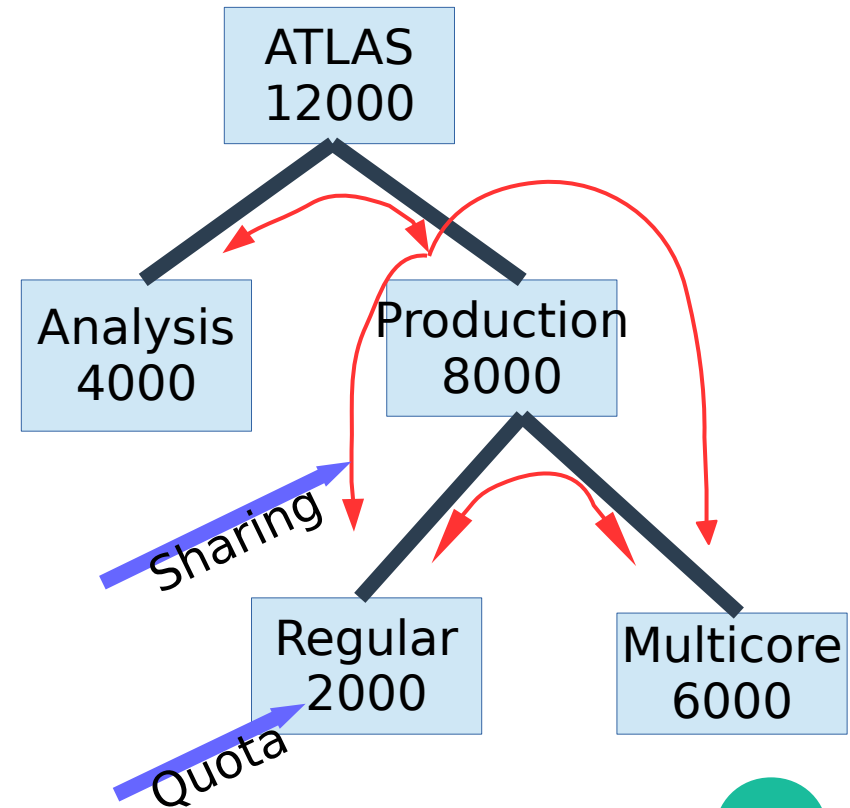 ATLAS
12000
Analysis
4000
Production
8000
Sharing
Regular
2000
Multicore
6000
Quota